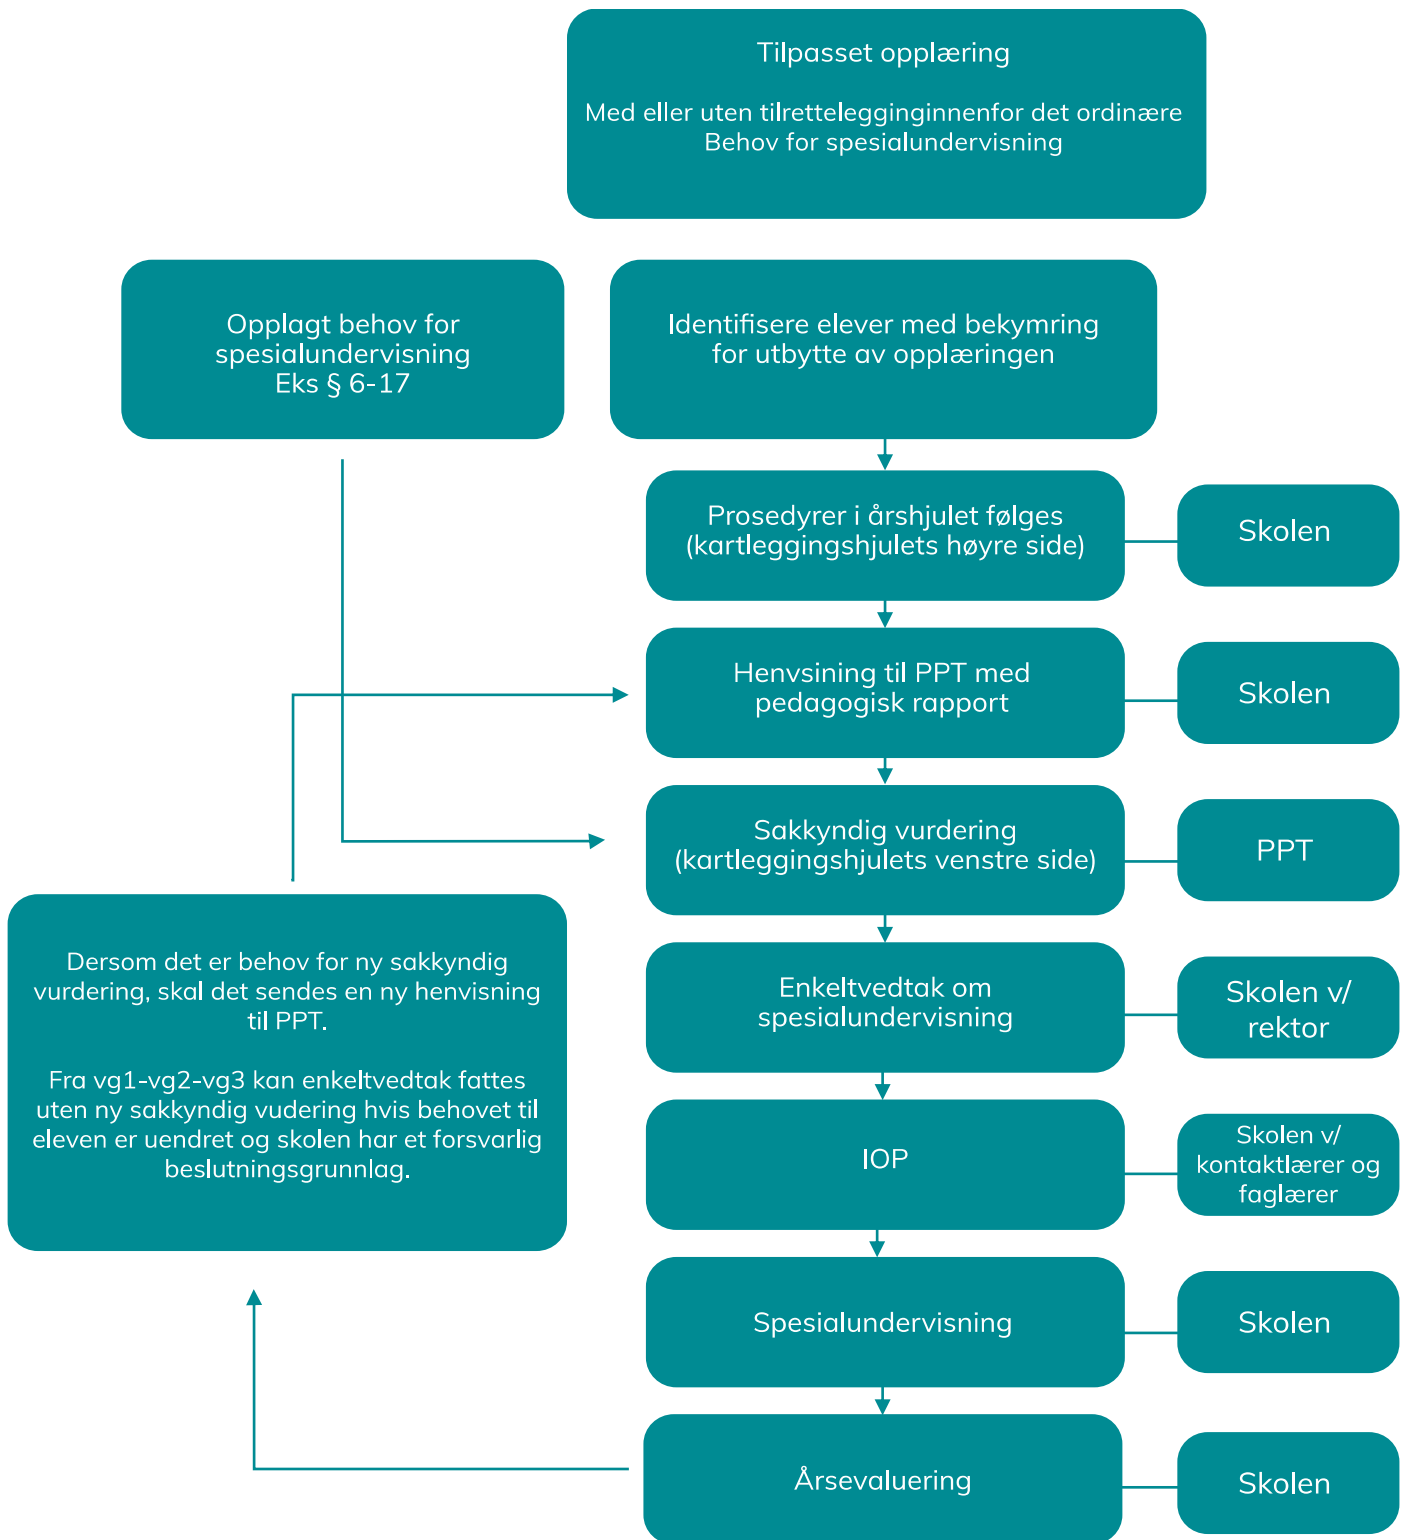 Tilpasset opplæring
Med eller uten tilrettelegginginnenfor det ordinære
Behov for spesialundervisning
Opplagt behov for
spesialundervisning
Eks § 6-17
Identifisere elever med bekymring
for utbytte av opplæringen
Prosedyrer i årshjulet følges
(kartleggingshjulets høyre side)
Skolen
Henvsining til PPT med
pedagogisk rapport
Skolen
Sakkyndig vurdering
(kartleggingshjulets venstre side)
PPT
Dersom det er behov for ny sakkyndig
vurdering, skal det sendes en ny henvisning
til PPT.
Fra vg1-vg2-vg3 kan enkeltvedtak fattes
uten ny sakkyndig vudering hvis behovet til
eleven er uendret og skolen har et forsvarlig
beslutningsgrunnlag.
Enkeltvedtak om
spesialundervisning
Skolen v/
rektor
IOP
Skolen v/
kontaktlærer og
faglærer
Spesialundervisning
Skolen
Årsevaluering
Skolen